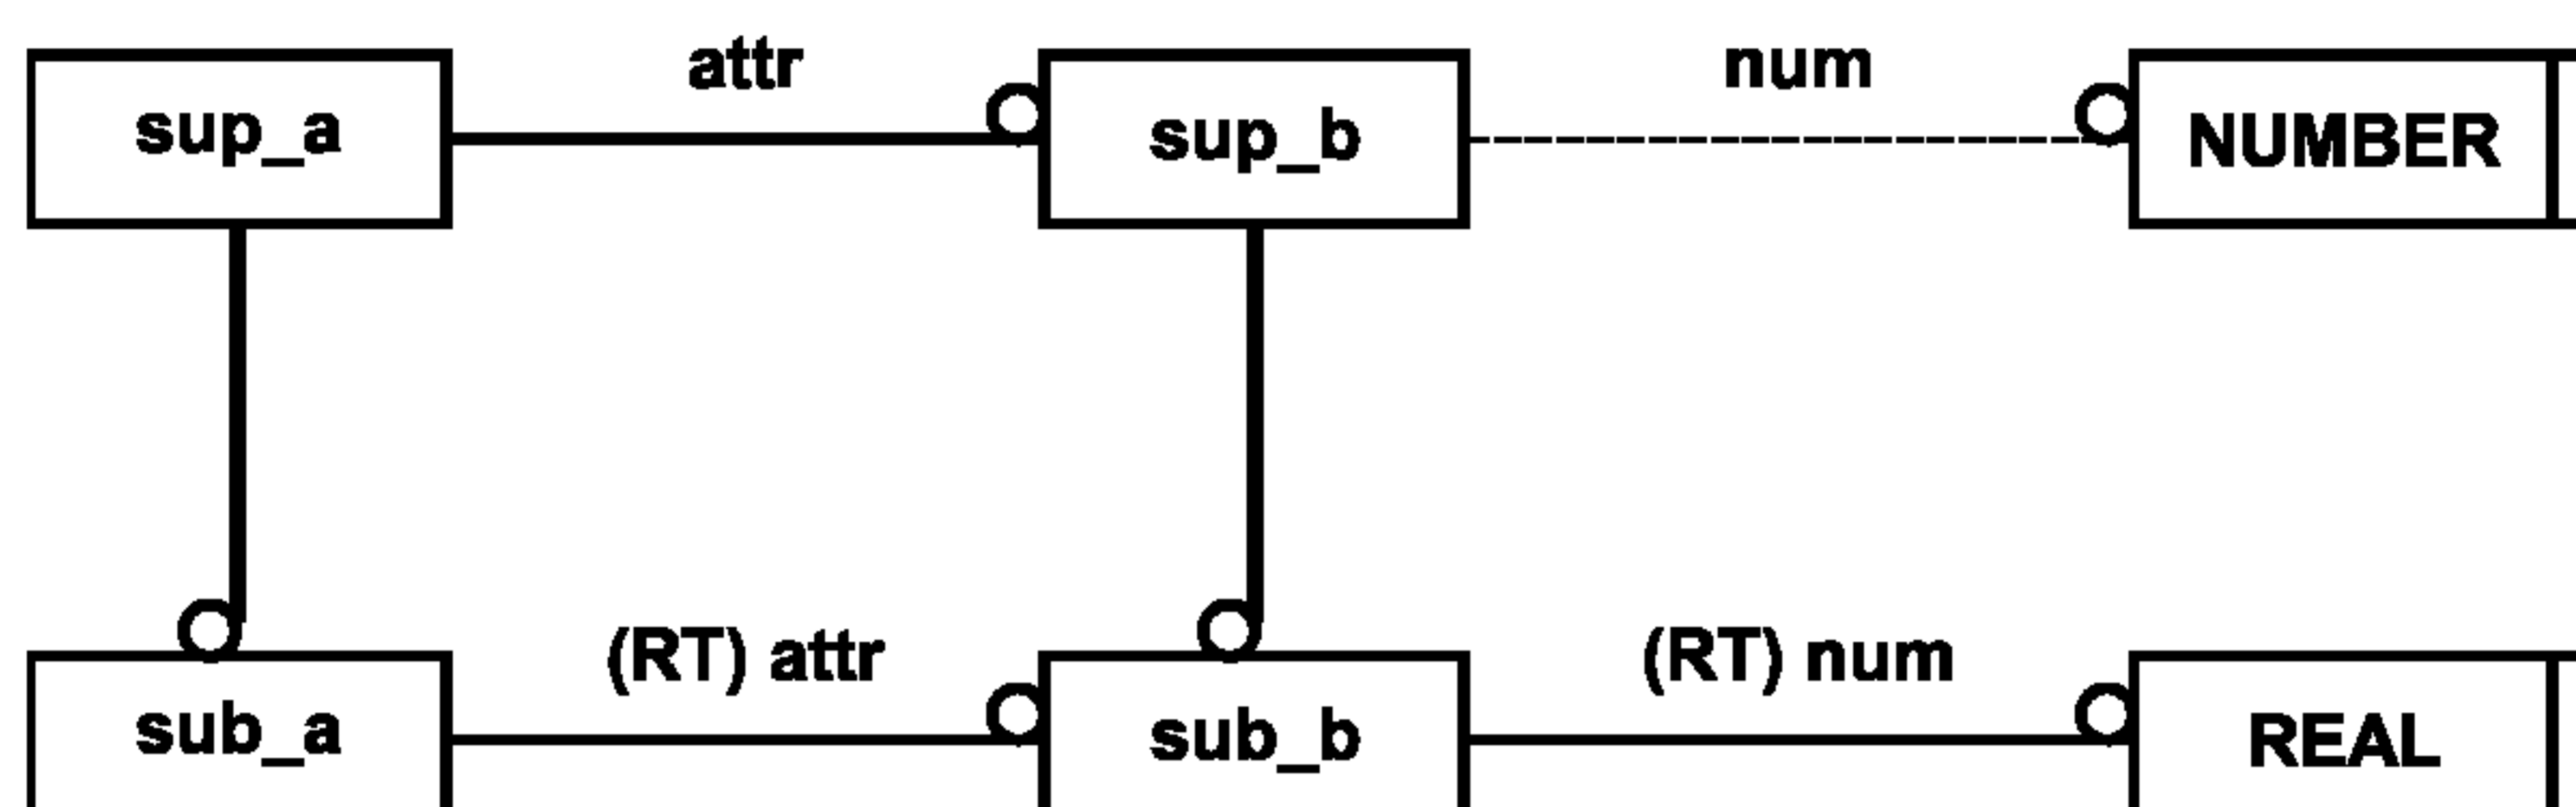 attr
num
sup_a
sup_b
NUMBER
(RT) attr
(RT) num
sub_a
sub_b
REAL